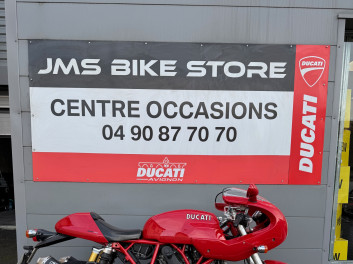 JMS BIKE STORE
CENTRE OCCASIONS
04 90 87 70 70
DUCATI
AVIGNON
DUCATI
DUCATI